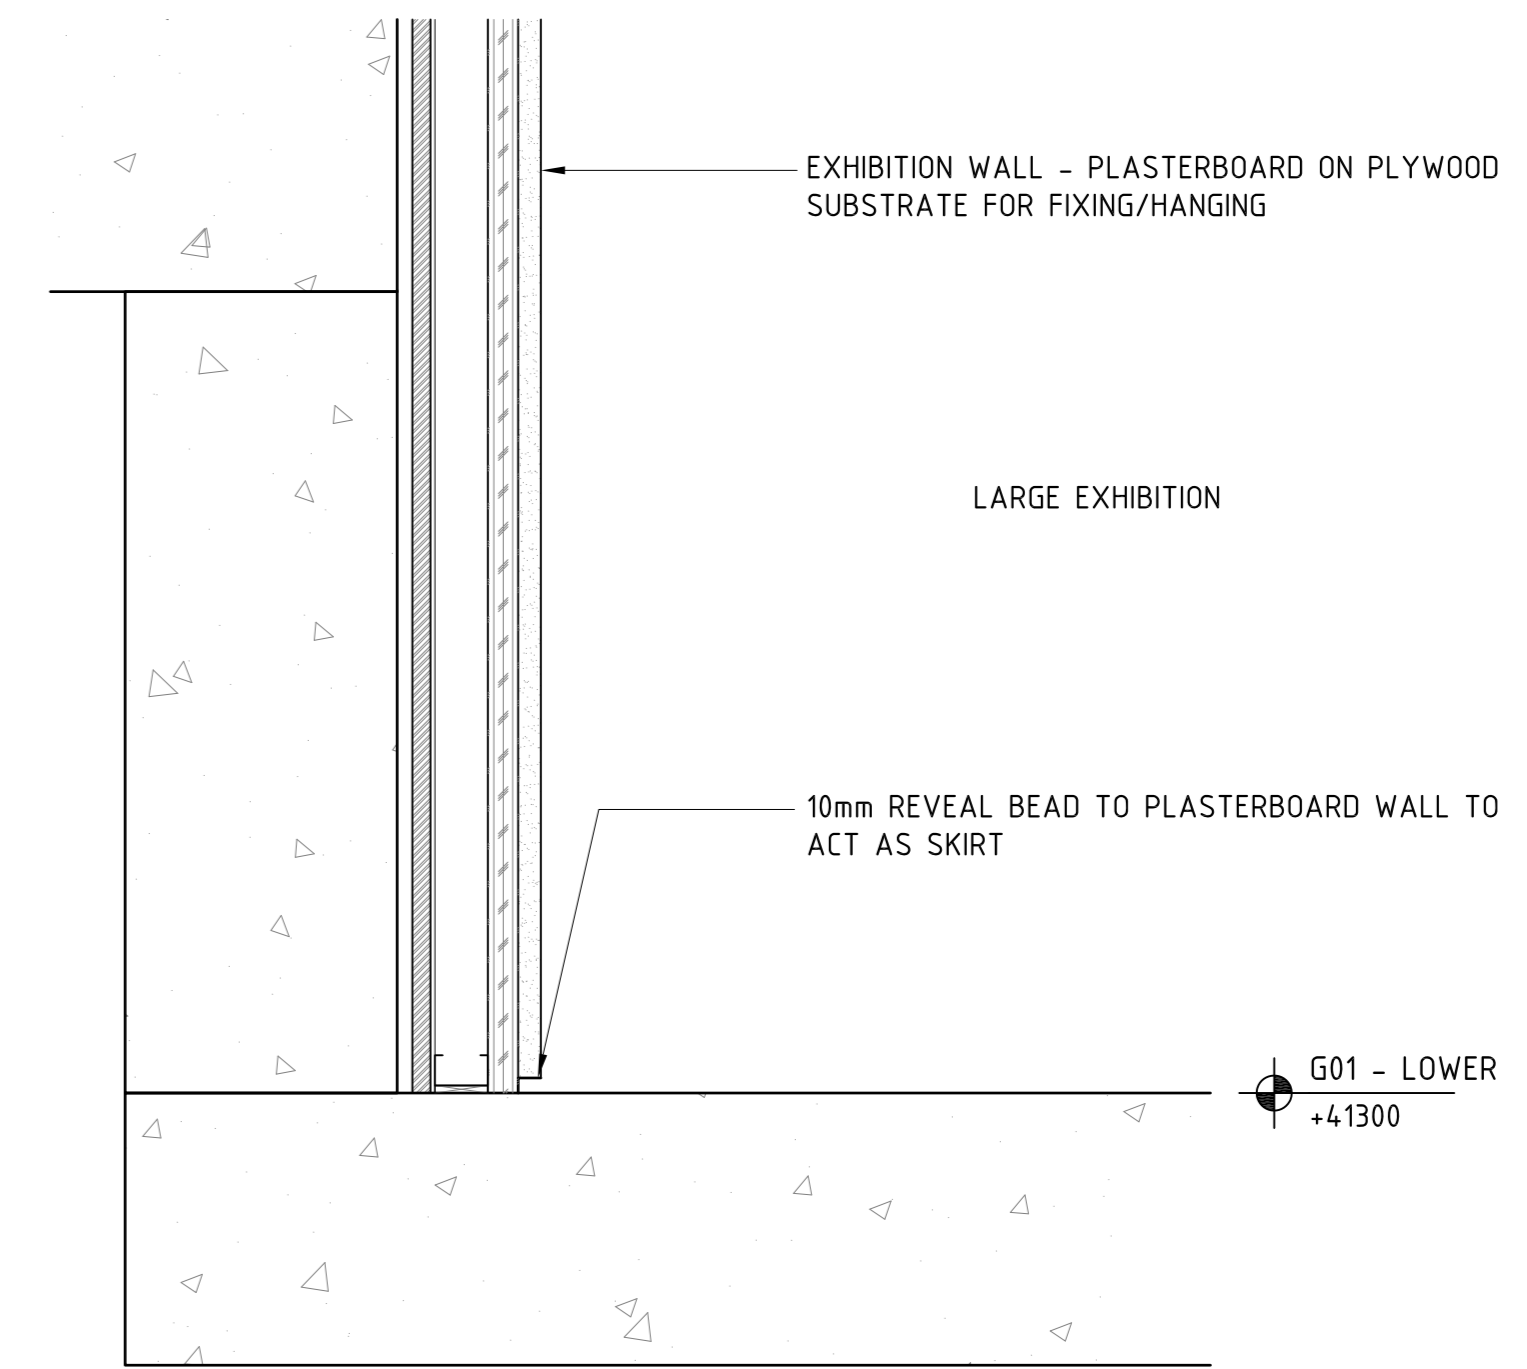 EXHIBITION WALL - PLASTERBOARD ON PLYWOOD
SUBSTRATE FOR FIXING/HANGING
LARGE EXHIBITION
10mm REVEAL BEAD TO PLASTERBOARD WALL TO
ACT AS SKIRT
G01 - LOWER
+41300